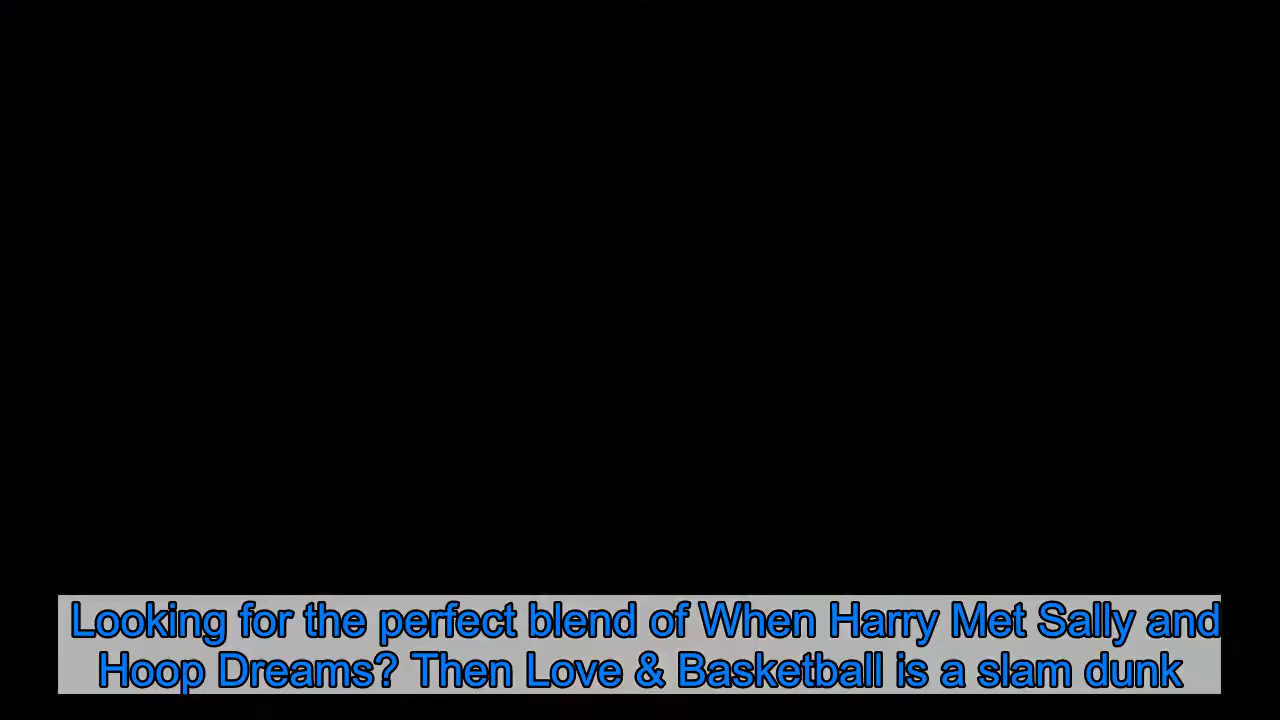 Looking for the perfect blend of When Harry Met Sally and
Hoop Dreams? Then Love & Basketball is a slam dunk